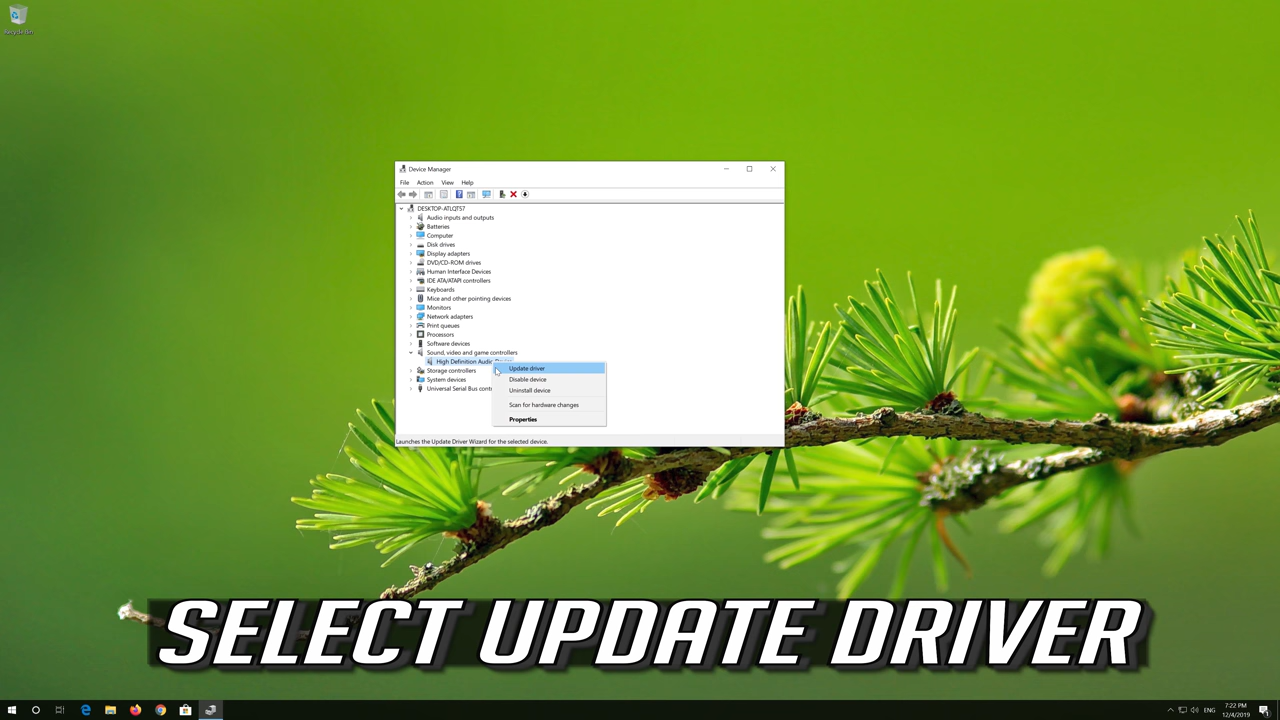 Recycle Bin
Device Manager
File Action View Help
DESKTOP-ATLQTS7
Audio inputs and outputs
Batteries
Computer
Disk drives
Display adapters
DVD/CD-ROM drives
Human Interface Devices
IDE ATA/ATAPI controllers
Keyboards
Mice and other pointing devices
Monitors
Network adapters
Print queues
Processors
Software devices
Sound, video and game controllers
High Definition Audio
Storage controllers
System devices
Universal Serial Bus
Update driver
Disable device
Uninstall device
Scan for hardware changes
Properties
Launches the Update Driver Wizard for the selected device.
SELECT UPDATE DRIVER
ENG
7:22 PM
12/4/2019